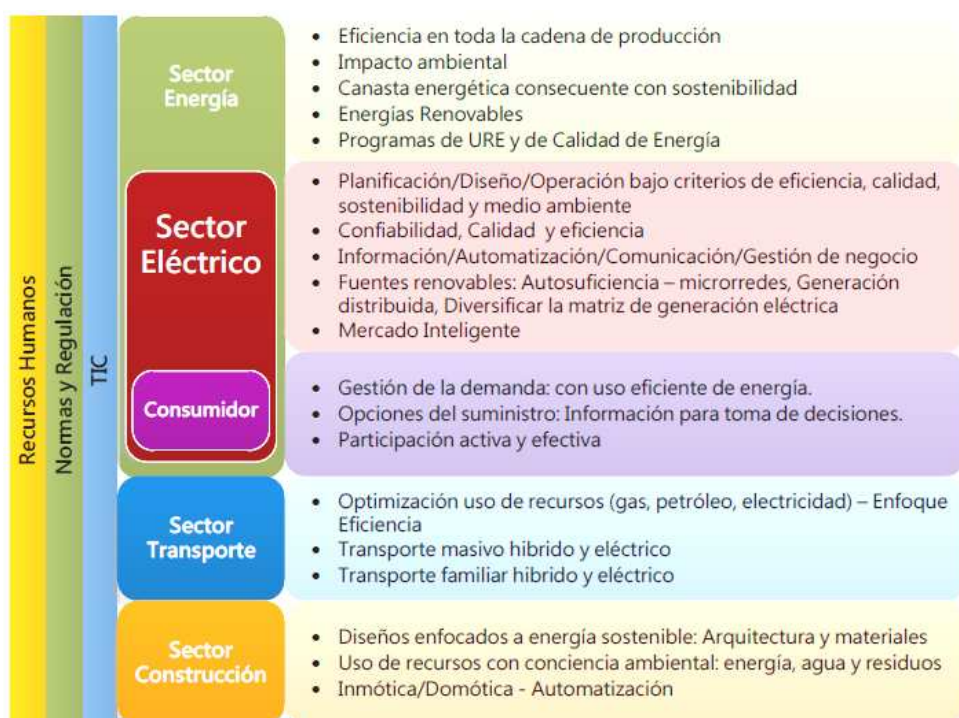 Recursos Humanos
Normas y Regulación
TIC
Sector
Energía
• Eficiencia en toda la cadena de producción
• Impacto ambiental
• Canasta energética consecuente con sostenibilidad
• Energías Renovables
• Programas de URE y de Calidad de Energía
Sector
Eléctrico
• Planificación/Diseño/Operación bajo criterios de eficiencia, calidad,
sostenibilidad y medio ambiente
• Confiabilidad, Calidad y eficiencia
• Información/Automatización/Comunicación/Gestión de negocio
• Fuentes renovables: Autosuficiencia – microrredes, Generación
distribuida, Diversificar la matriz de generación eléctrica
• Mercado Inteligente
Consumidor
• Gestión de la demanda: con uso eficiente de energía.
• Opciones del suministro: Información para toma de decisiones.
• Participación activa y efectiva
Sector
Transporte
• Optimización uso de recursos (gas, petróleo, electricidad) – Enfoque
Eficiencia
• Transporte masivo hibrido y eléctrico
• Transporte familiar hibrido y eléctrico
Sector
Construcción
• Diseños enfocados a energía sostenible: Arquitectura y materiales
• Uso de recursos con conciencia ambiental: energía, agua y residuos
• Inmótica/Domótica - Automatización